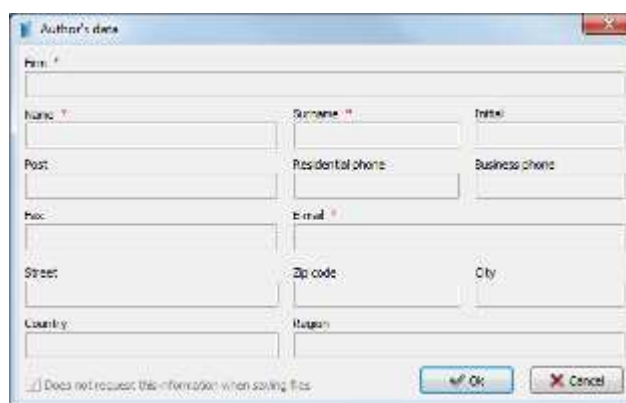 Author's data
Firm *
Name * Surname * Initial
Post Residential phone Business phone
Fax E-mail *
Street Zip code City
Country Region
Does not request this information when saving files
Ok Cancel